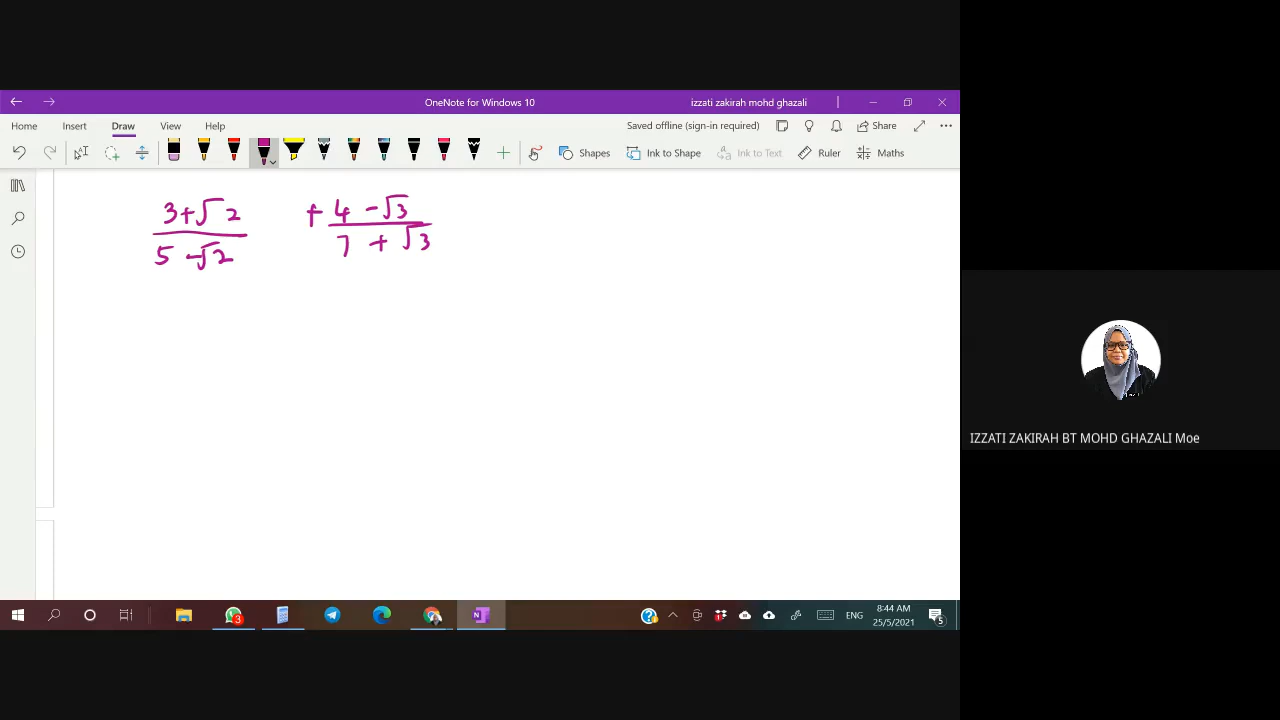 OneNote for Windows 10
izzati zakirah mohd ghazali
Home Insert Draw View Help
Saved offline (sign-in required)
Share
Shapes
Ink to Shape
Ink to Text
Ruler
Maths
3+√2 + 4 -√3
5 -√2 7 + √3
IZZATI ZAKIRAH BT MOHD GHAZALI Moe
3
ENG
8:44 AM
25/5/2021
5